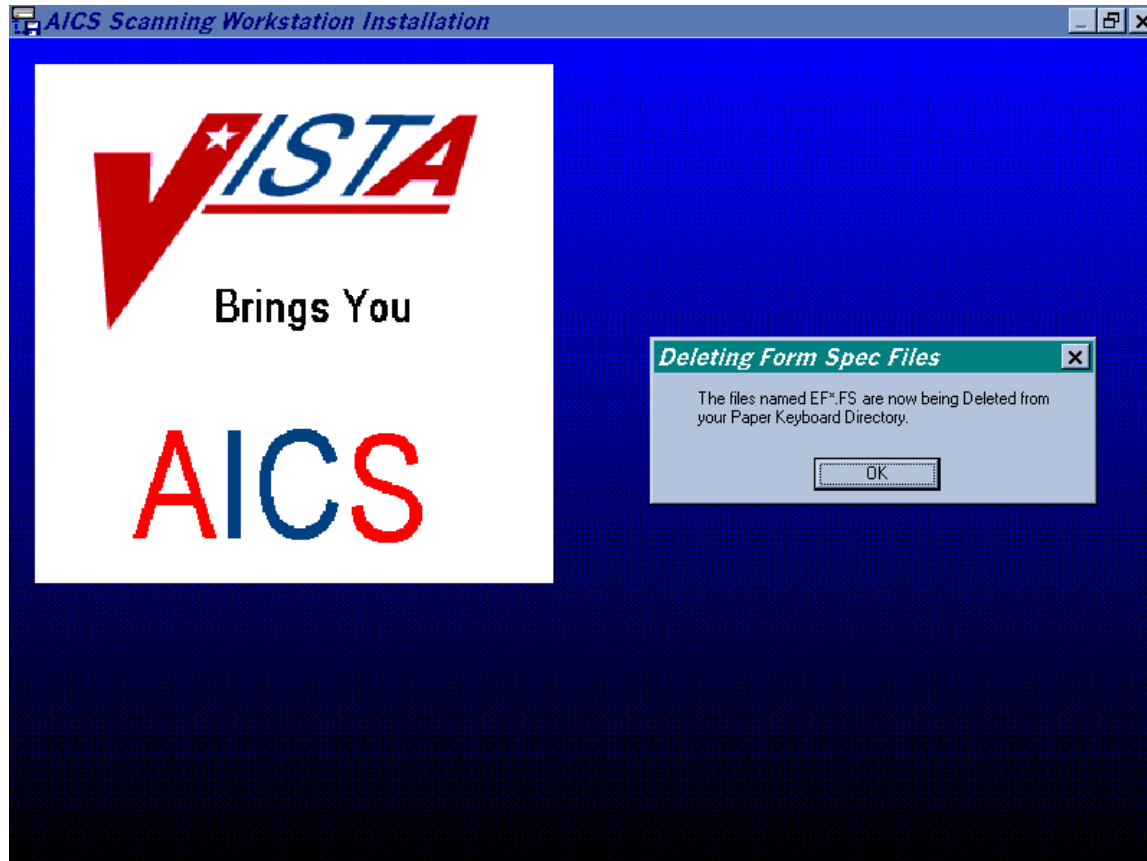 AICS Scanning Workstation Installation
VISTA
Brings You
AICS
Deleting Form Spec Files
The files named EF*.FS are now being Deleted from
your Paper Keyboard Directory.
OK